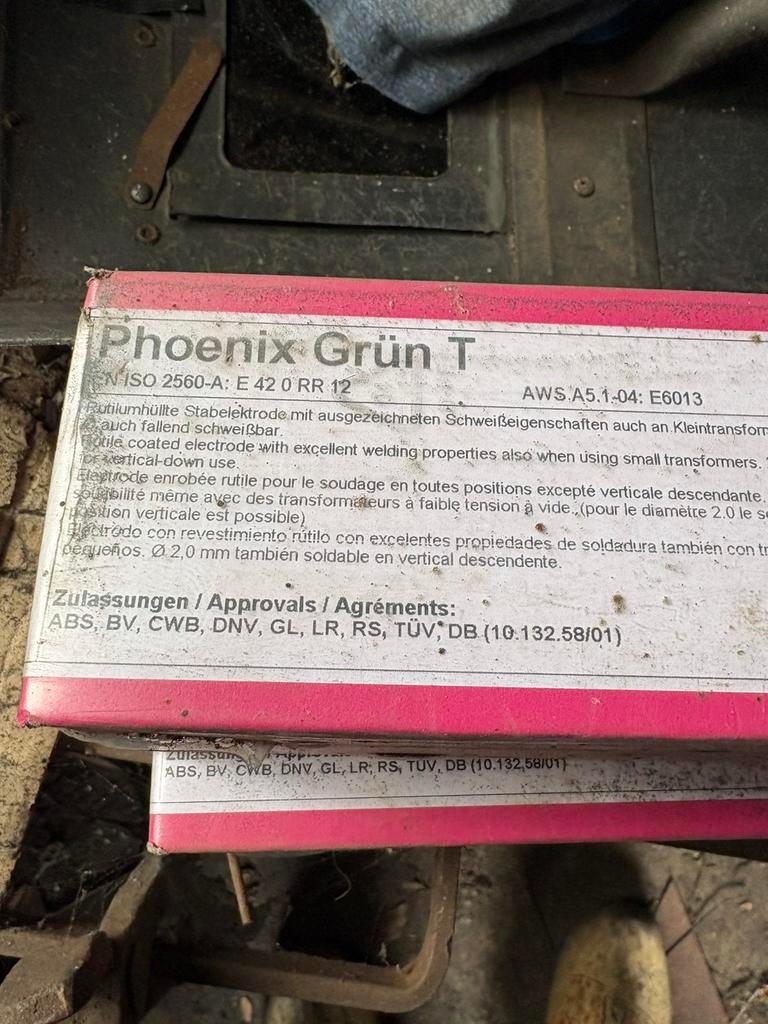 Phoenix Grün T
EN ISO 2560-A: E 42 0 RR 12 AWS A5.1-04: E6013
Rutilumhüllte Stabelektrode mit ausgezeichneten Schweißeigenschaften auch an Kleintransfor
auch fallend schweißbar.
Rutile coated electrode with excellent welding properties also when using small transformers.
for vertical-down use.
Electrode enrobée rutile pour le soudage en toutes positions excepté verticale descendante.
soudibilité même avec des transformateurs à faible tension à vide. (pour le diamètre 2.0 le
position verticale est possible)
Electrodo con revestimiento rutilo con excelentes propiedades de soldadura también con
pequeños. Ø 2,0 mm también soldable en vertical descendente.
Zulassungen / Approvals / Agréments:
ABS, BV, CWB, DNV, GL, LR, RS, TÜV, DB (10.132.58/01)
Zulassungen / Approvals
ABS, BV, CWB, DNV, GL, LR, RS, TÜV, DB (10.132.58/01)